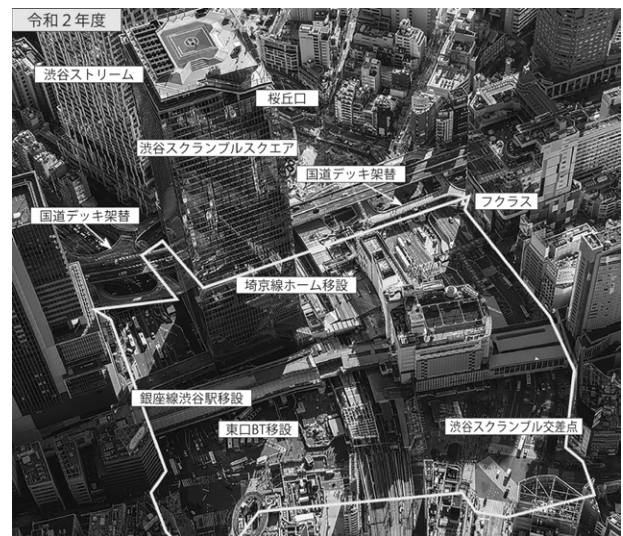 令和2年度
渋谷ストリーム
桜丘口
渋谷スクランブルスクエア
国道デッキ架替
フクラス
国道デッキ架替
埼京線ホーム移設
銀座線渋谷駅移設
東口BT移設
渋谷スクランブル交差点